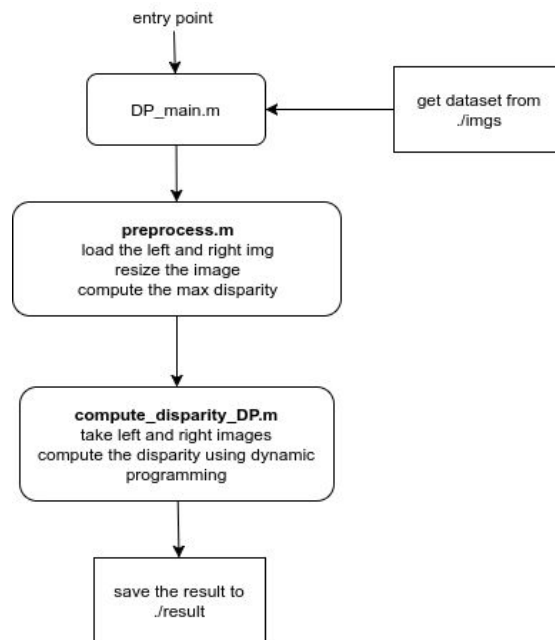 entry point
DP_main.m
get dataset from
./imgs
preprocess.m
load the left and right img
resize the image
compute the max disparity
compute_disparity_DP.m
take left and right images
compute the disparity using dynamic
programming
save the result to
./result